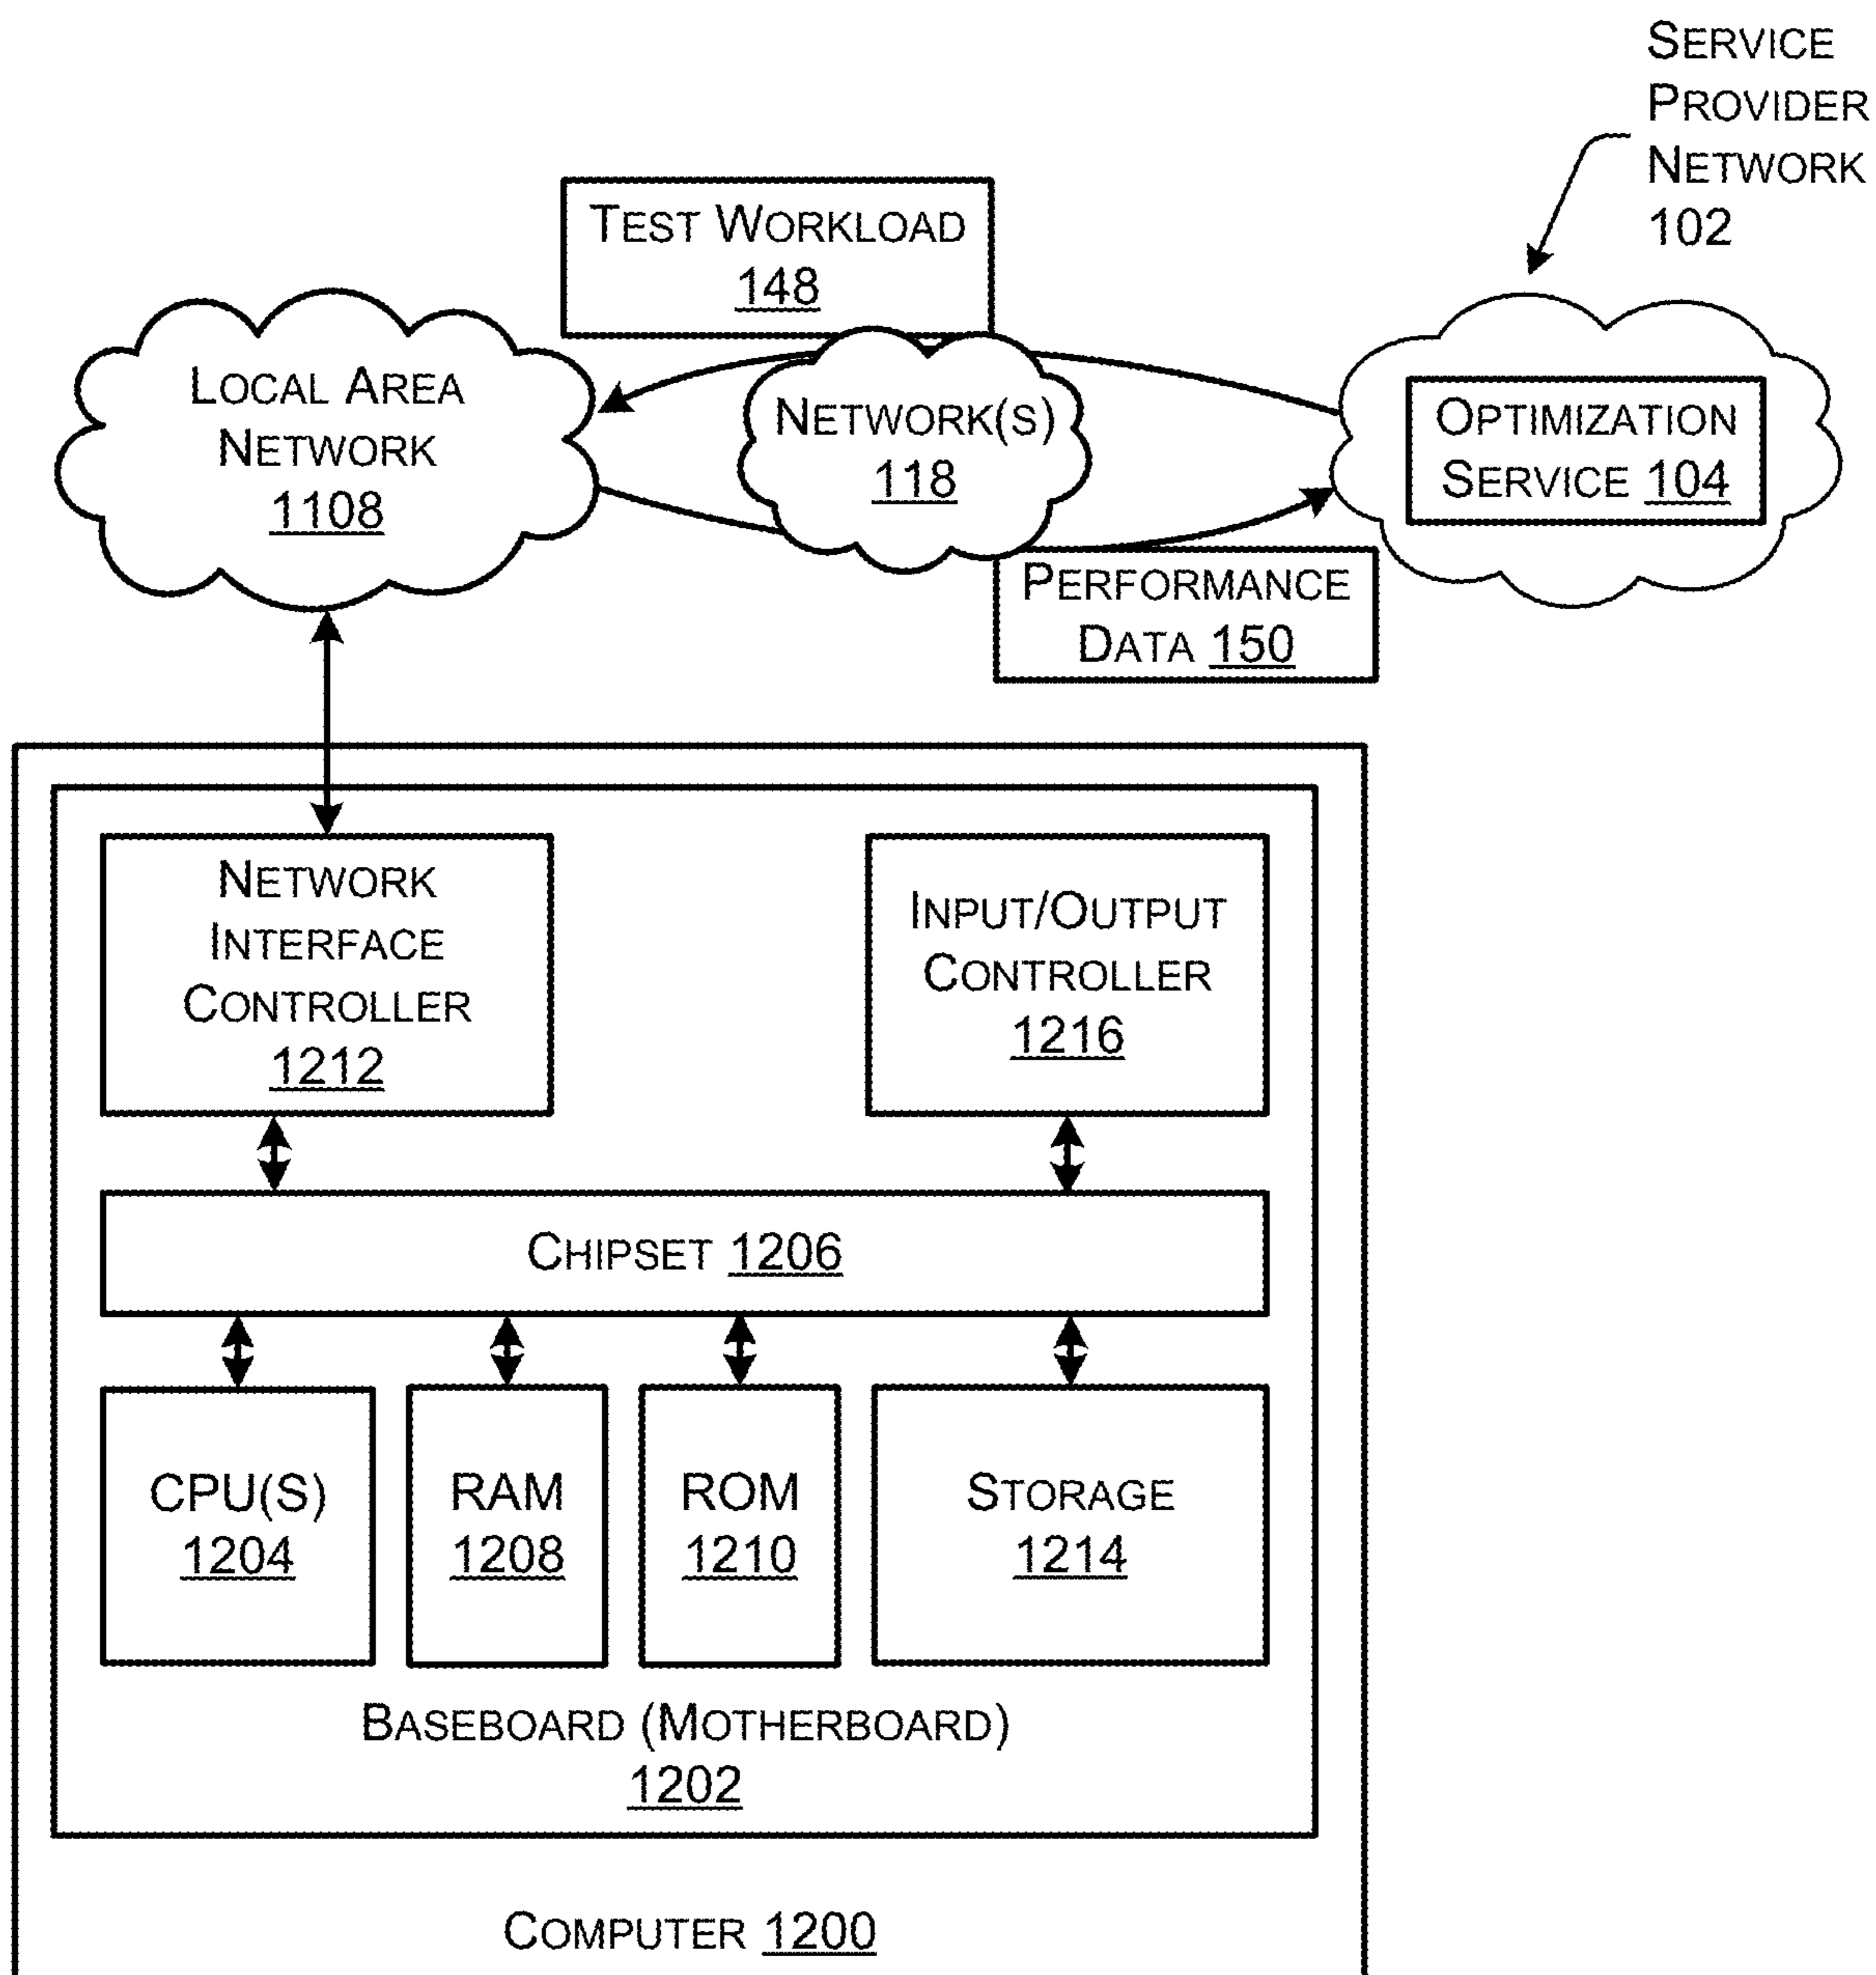 SERVICE
PROVIDER
NETWORK
102
TEST WORKLOAD
148
LOCAL AREA
NETWORK
1108
NETWORK(S)
118
OPTIMIZATION
SERVICE 104
PERFORMANCE
DATA 150
NETWORK
INTERFACE
CONTROLLER
1212
INPUT/OUTPUT
CONTROLLER
1216
CHIPSET 1206
CPU(S)
1204
RAM
1208
ROM
1210
STORAGE
1214
BASEBOARD (MOTHERBOARD)
1202
COMPUTER 1200